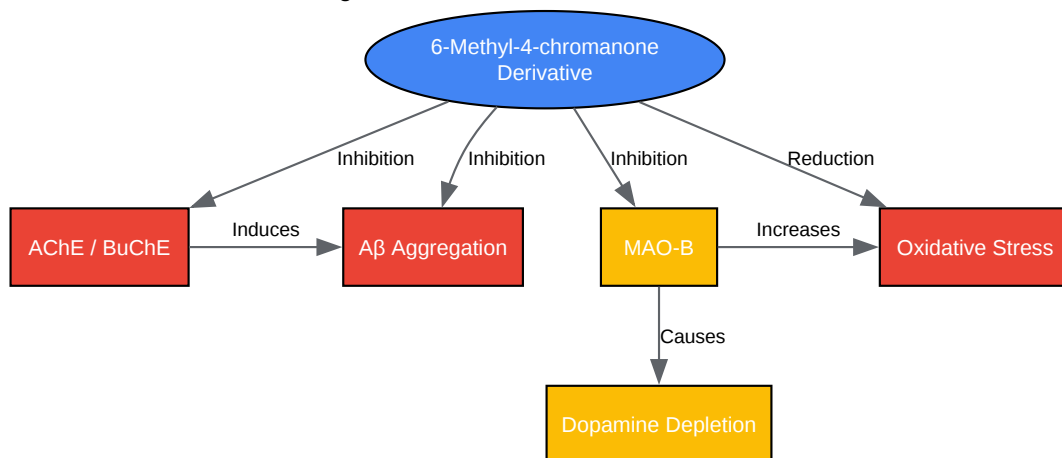 6-Methyl-4-chromanone
Derivative
Inhibition
Inhibition
Inhibition
Reduction
AChE / BuChE
Induces
Aβ Aggregation
MAO-B
Increases
Oxidative Stress
Causes
Dopamine Depletion